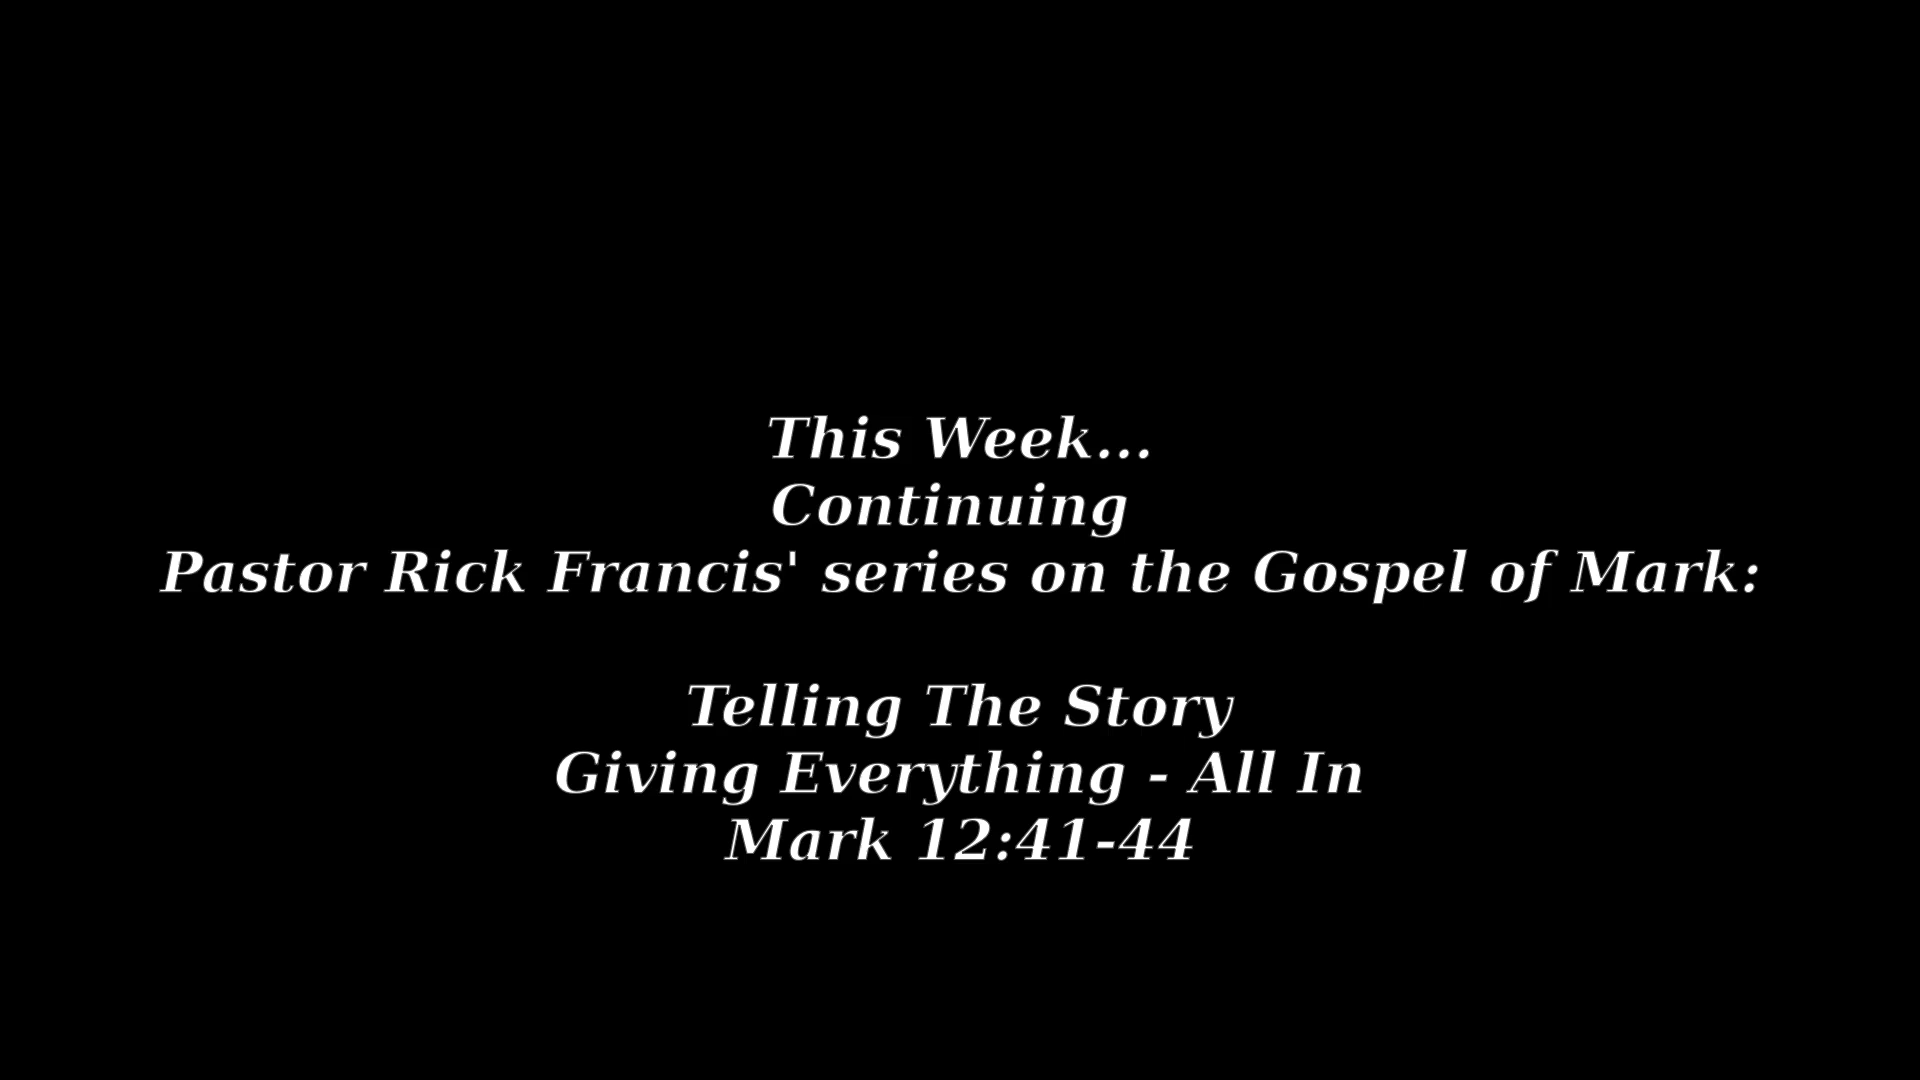 This Week...
Continuing
Pastor Rick Francis' series on the Gospel of Mark:
Telling The Story
Giving Everything - All In
Mark 12:41-44